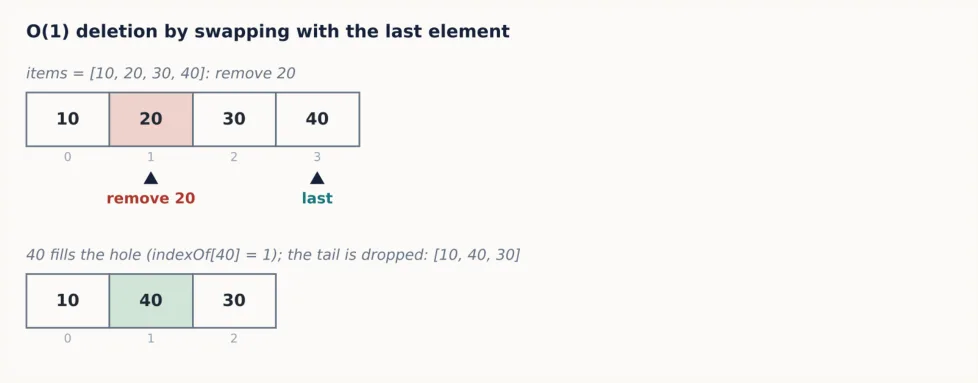 O(1) deletion by swapping with the last element
items = [10, 20, 30, 40]: remove 20
10 20 30 40
0 1 2 3
remove 20 last
40 fills the hole (indexOf[40] = 1); the tail is dropped: [10, 40, 30]
10 40 30
0 1 2